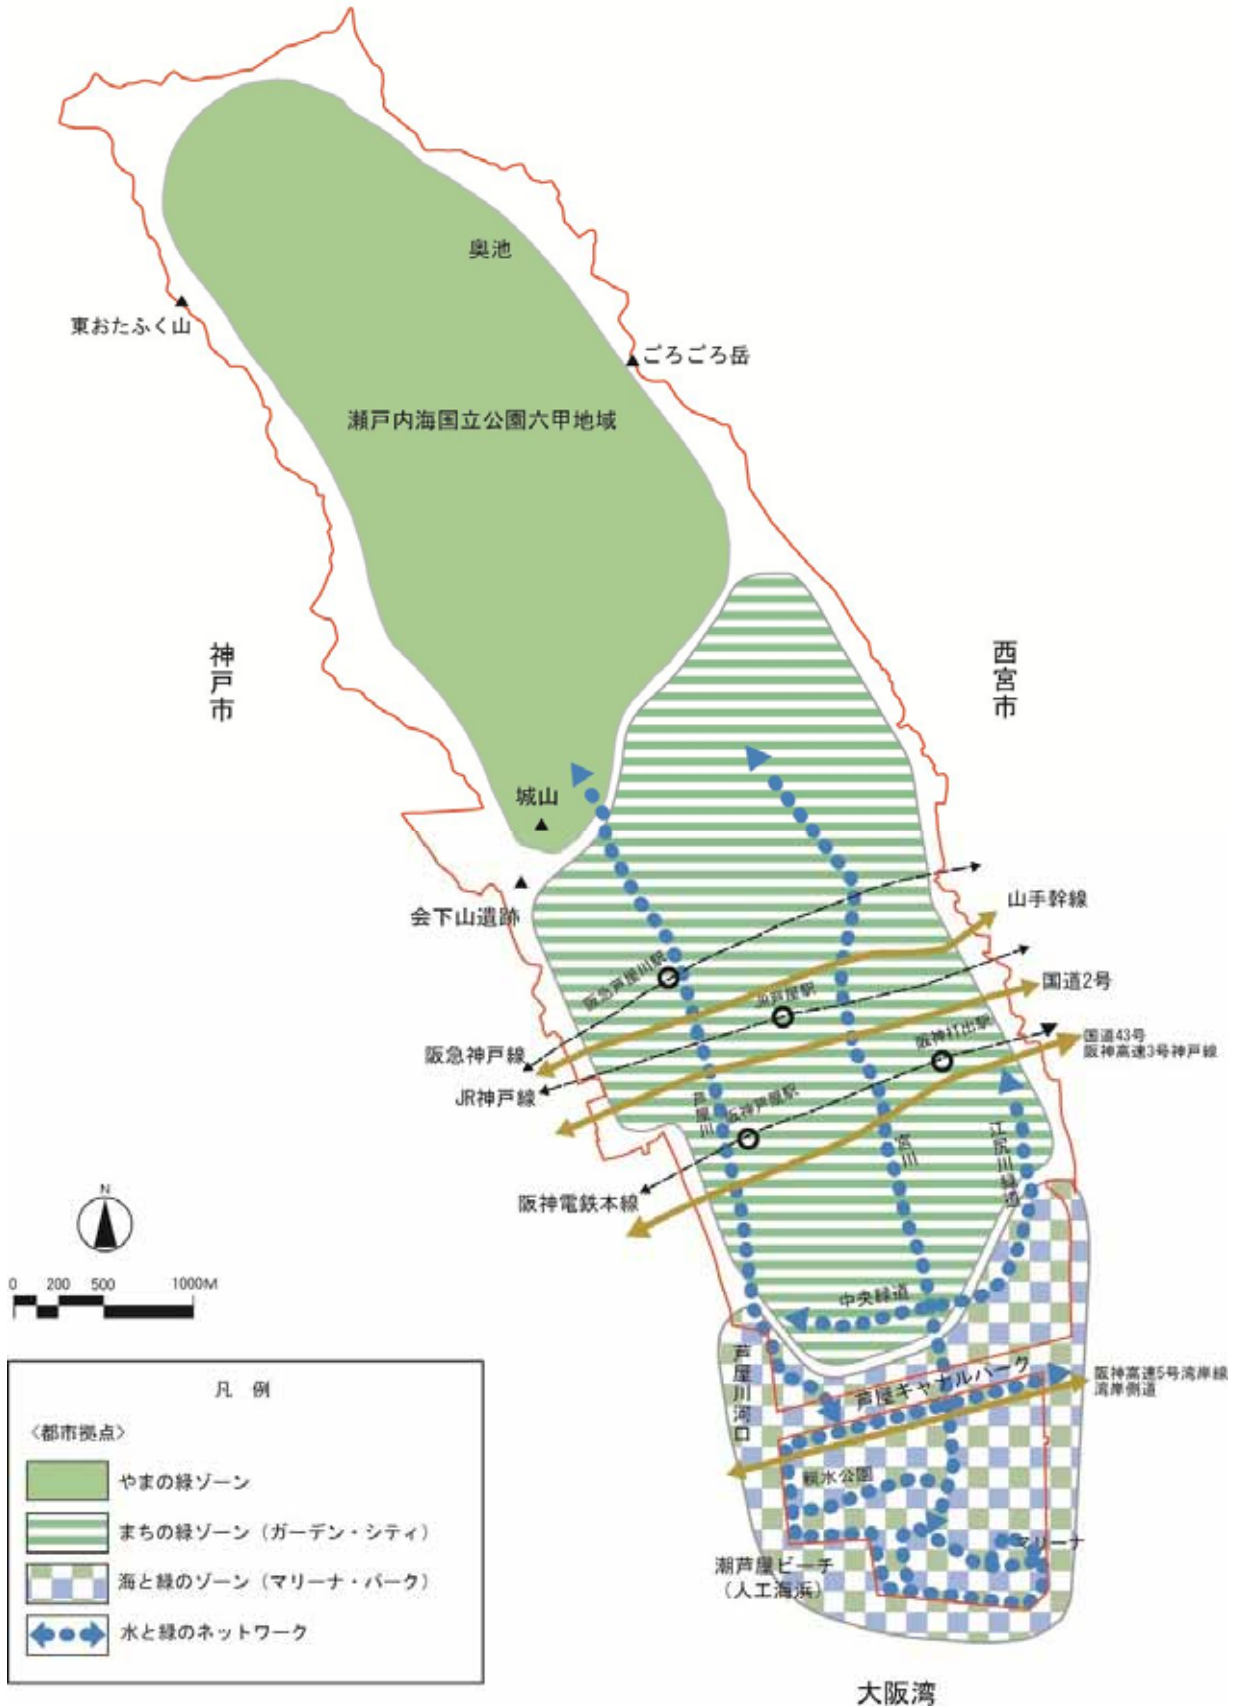 奥池
東おたふく山
ごろごろ岳
瀬戸内海国立公園六甲地域
神戸市
西宮市
城山
会下山遺跡
山手幹線
阪急芦屋川駅
JR芦屋駅
国道2号
阪神打出駅
国道43号
阪神高速3号神戸線
阪急神戸線
JR神戸線
芦屋川
阪神芦屋駅
宮川
江尻川緑道
阪神電鉄本線
N
0 200 500 1000M
中央緑道
芦屋川河口
芦屋キャナルパーク
阪神高速5号湾岸線
湾岸側道
親水公園
マリーナ
潮芦屋ビーチ
(人工海浜)
大阪湾
凡 例
〈都市拠点〉
やまの緑ゾーン
まちの緑ゾーン(ガーデン・シティ)
海と緑のゾーン(マリーナ・パーク)
水と緑のネットワーク